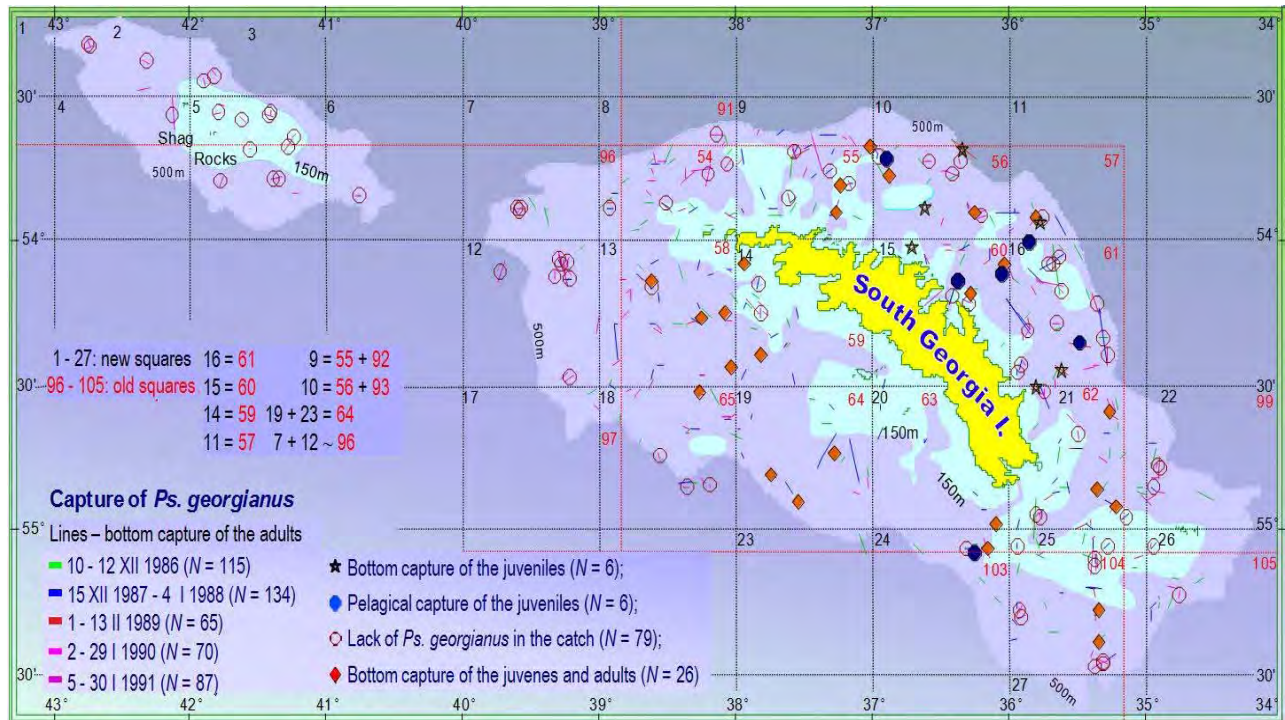 43° 42° 41° 40° 39° 38° 37° 36° 35° 34°
1 2 3
30' 4 5 6 7 8 91 9 10 500m 11 30'
Shag
Rocks
500 m 150m
96 54 55 56 57
54° 12 13 58 14 15 60 16 61 54°
South Georgia I.
500m
59
1 - 27: new squares 16 = 61 9 = 55 + 92
96 - 105: old squares 15 = 60 10 = 56 + 93
14 = 59 19 + 23 = 64
11 = 57 7 + 12 ~ 96
30' 17 18 65 19 64 20 63 21 62 22 99 30'
97 150m
150m
Capture of Ps. georgianus
Lines – bottom capture of the adults
10 - 12 XII 1986 (N = 115)
15 XII 1987 - 4 I 1988 (N = 134)
1 - 13 II 1989 (N = 65)
2 - 29 I 1990 (N = 70)
5 - 30 I 1991 (N = 87)
Bottom capture of the juveniles (N = 6);
Pelagical capture of the juveniles (N = 6);
Lack of Ps. georgianus in the catch (N = 79);
Bottom capture of the juvenes and adults (N = 26)
55° 23 24 25 26 55°
103 104 105
30' 27 500m 30'
43° 42° 41° 40° 39° 38° 37° 36° 35° 34°